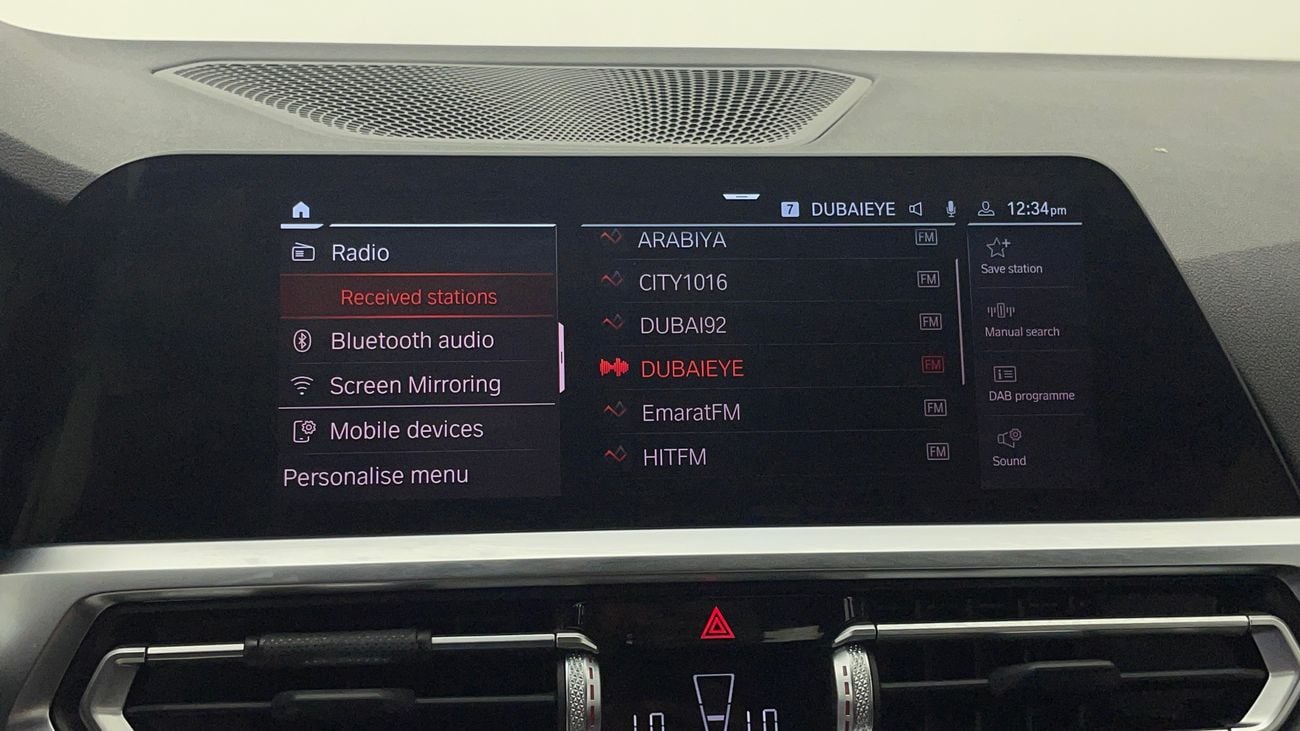 7 DUBAIEYE 12:34pm
Radio
Received stations
Bluetooth audio
Screen Mirroring
Mobile devices
Personalise menu
ARABIYA FM
CITY1016 FM
DUBAI92 FM
DUBAIEYE FM
EmaratFM FM
HITFM FM
Save station
Manual search
DAB programme
Sound